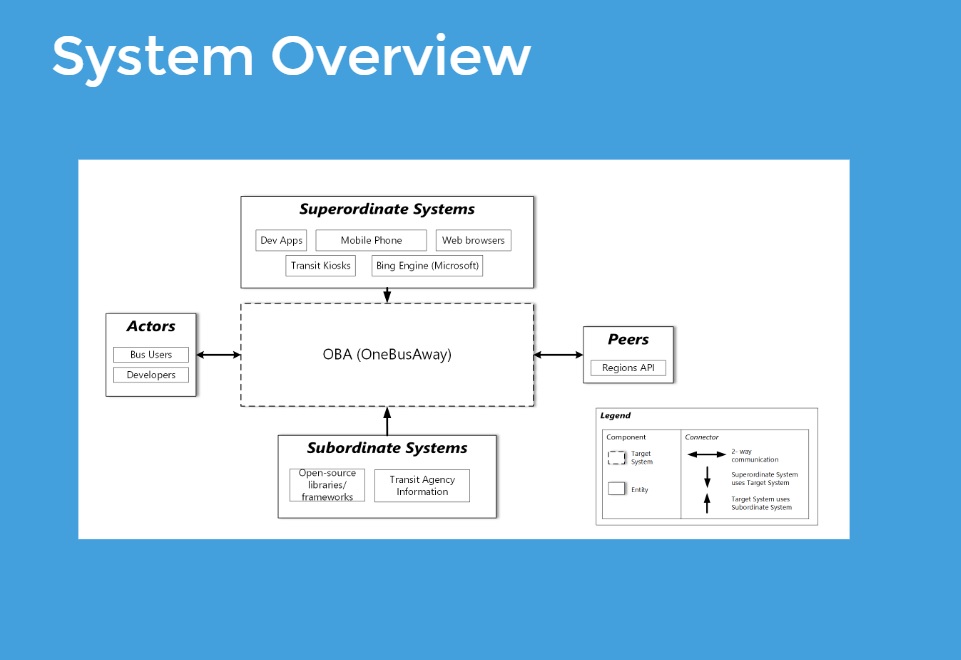 System Overview
Superordinate Systems
Dev Apps
Mobile Phone
Web browsers
Transit Kiosks
Bing Engine (Microsoft)
Actors
Bus Users
Developers
OBA (OneBusAway)
Peers
Regions API
Subordinate Systems
Open-source
libraries/
frameworks
Transit Agency
Information
Legend
Component
Target
System
Entity
Connector
2- way
communication
Superordinate System
uses Target System
Target System uses
Subordinate System